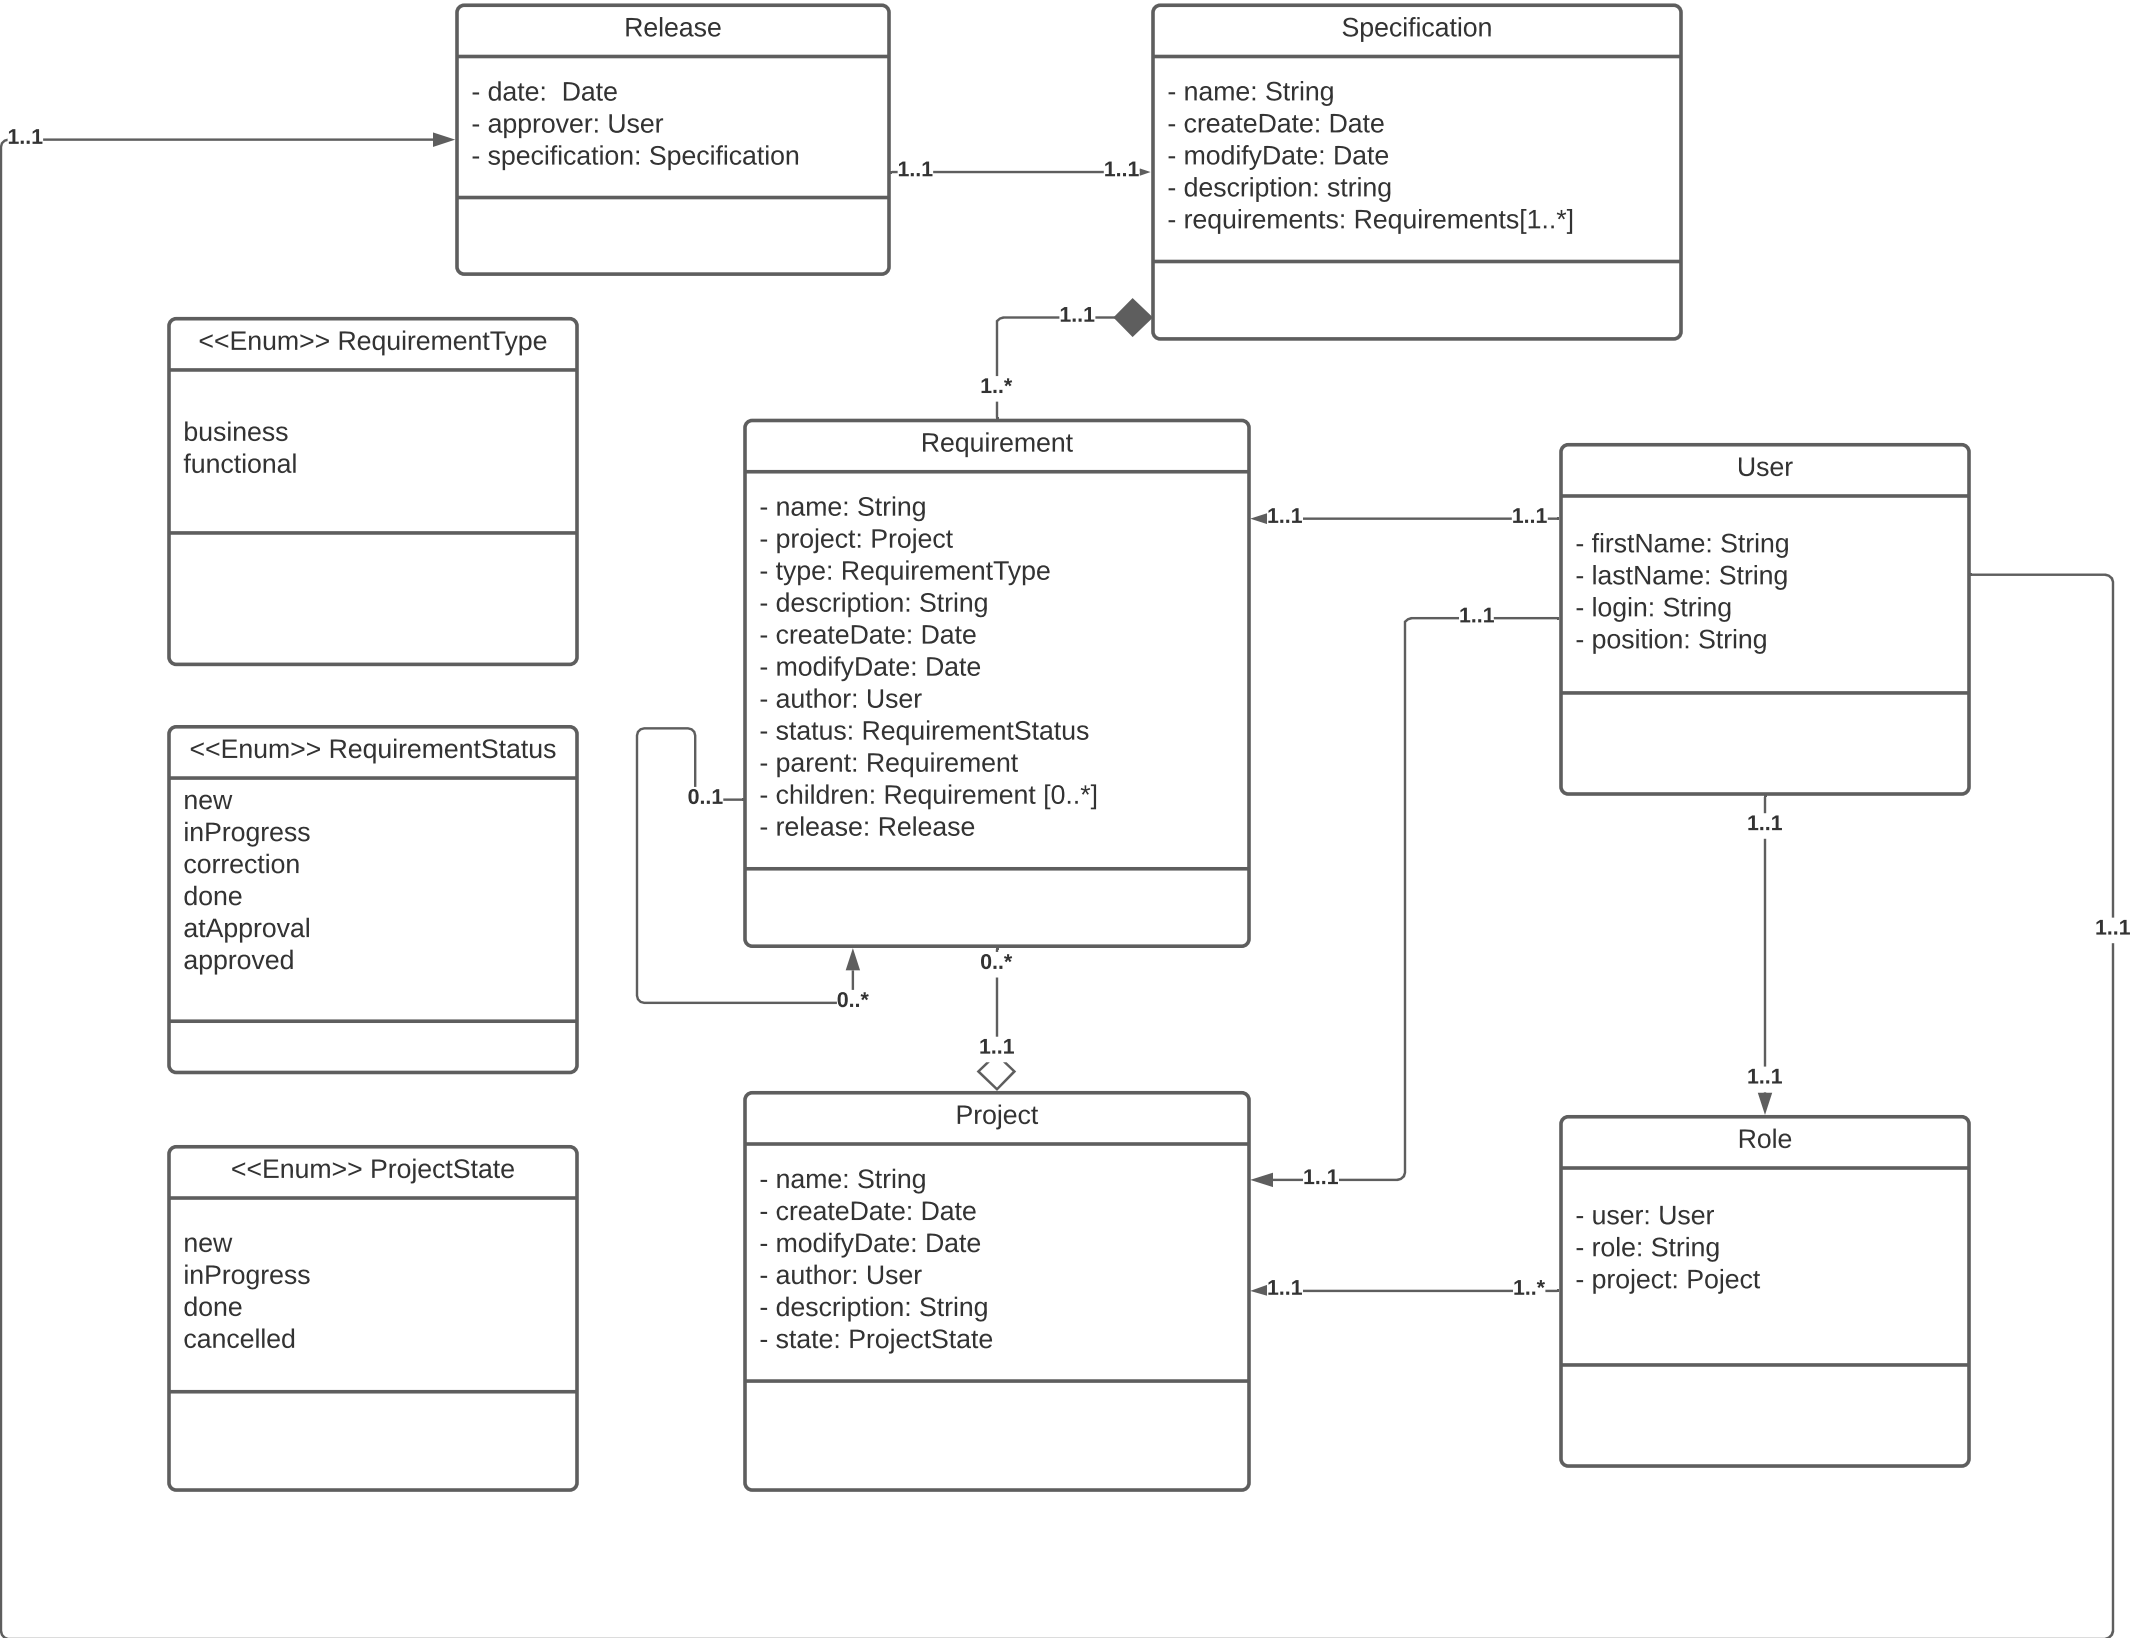 Release
- date:  Date
- approver: User
- specification: Specification
Specification
- name: String
- createDate: Date
- modifyDate: Date
- description: string
- requirements: Requirements[1..*]
1..1
1..1
1..1
1..1
1..*
<<Enum>> RequirementType
business
functional
Requirement
- name: String
- project: Project
- type: RequirementType
- description: String
- createDate: Date
- modifyDate: Date
- author: User
- status: RequirementStatus
- parent: Requirement
- children: Requirement [0..*]
- release: Release
User
- firstName: String
- lastName: String
- login: String
- position: String
1..1
1..1
1..1
<<Enum>> RequirementStatus
new
inProgress
correction
done
atApproval
approved
0..1
0..*
0..*
1..1
1..1
1..1
1..1
<<Enum>> ProjectState
new
inProgress
done
cancelled
Project
- name: String
- createDate: Date
- modifyDate: Date
- author: User
- description: String
- state: ProjectState
1..1
1..1
1..*
Role
- user: User
- role: String
- project: Poject